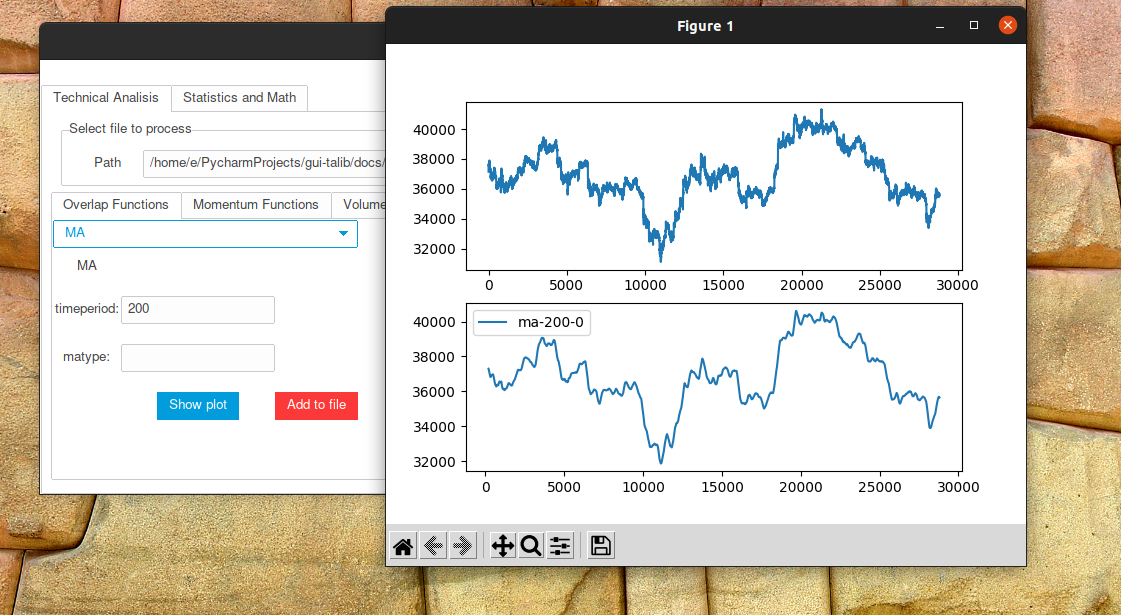 Figure 1
Technical Analisis Statistics and Math
Select file to process
Path /home/e/PycharmProjects/gui-talib/docs/
Overlap Functions Momentum Functions Volume
MA
MA
timeperiod: 200
matype:
Show plot Add to file
40000
38000
36000
34000
32000
0 5000 10000 15000 20000 25000 30000
40000
38000
36000
34000
32000
ma-200-0
0 5000 10000 15000 20000 25000 30000